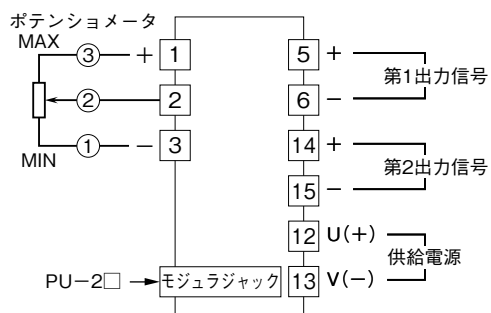 ポテンショメータ
MAX
③ + 1
② 2
① − 3
MIN
5 +
第1出力信号
6 −
14 +
第2出力信号
15 −
12 U(+)
供給電源
13 V(−)
PU−2□ モジュラジャック